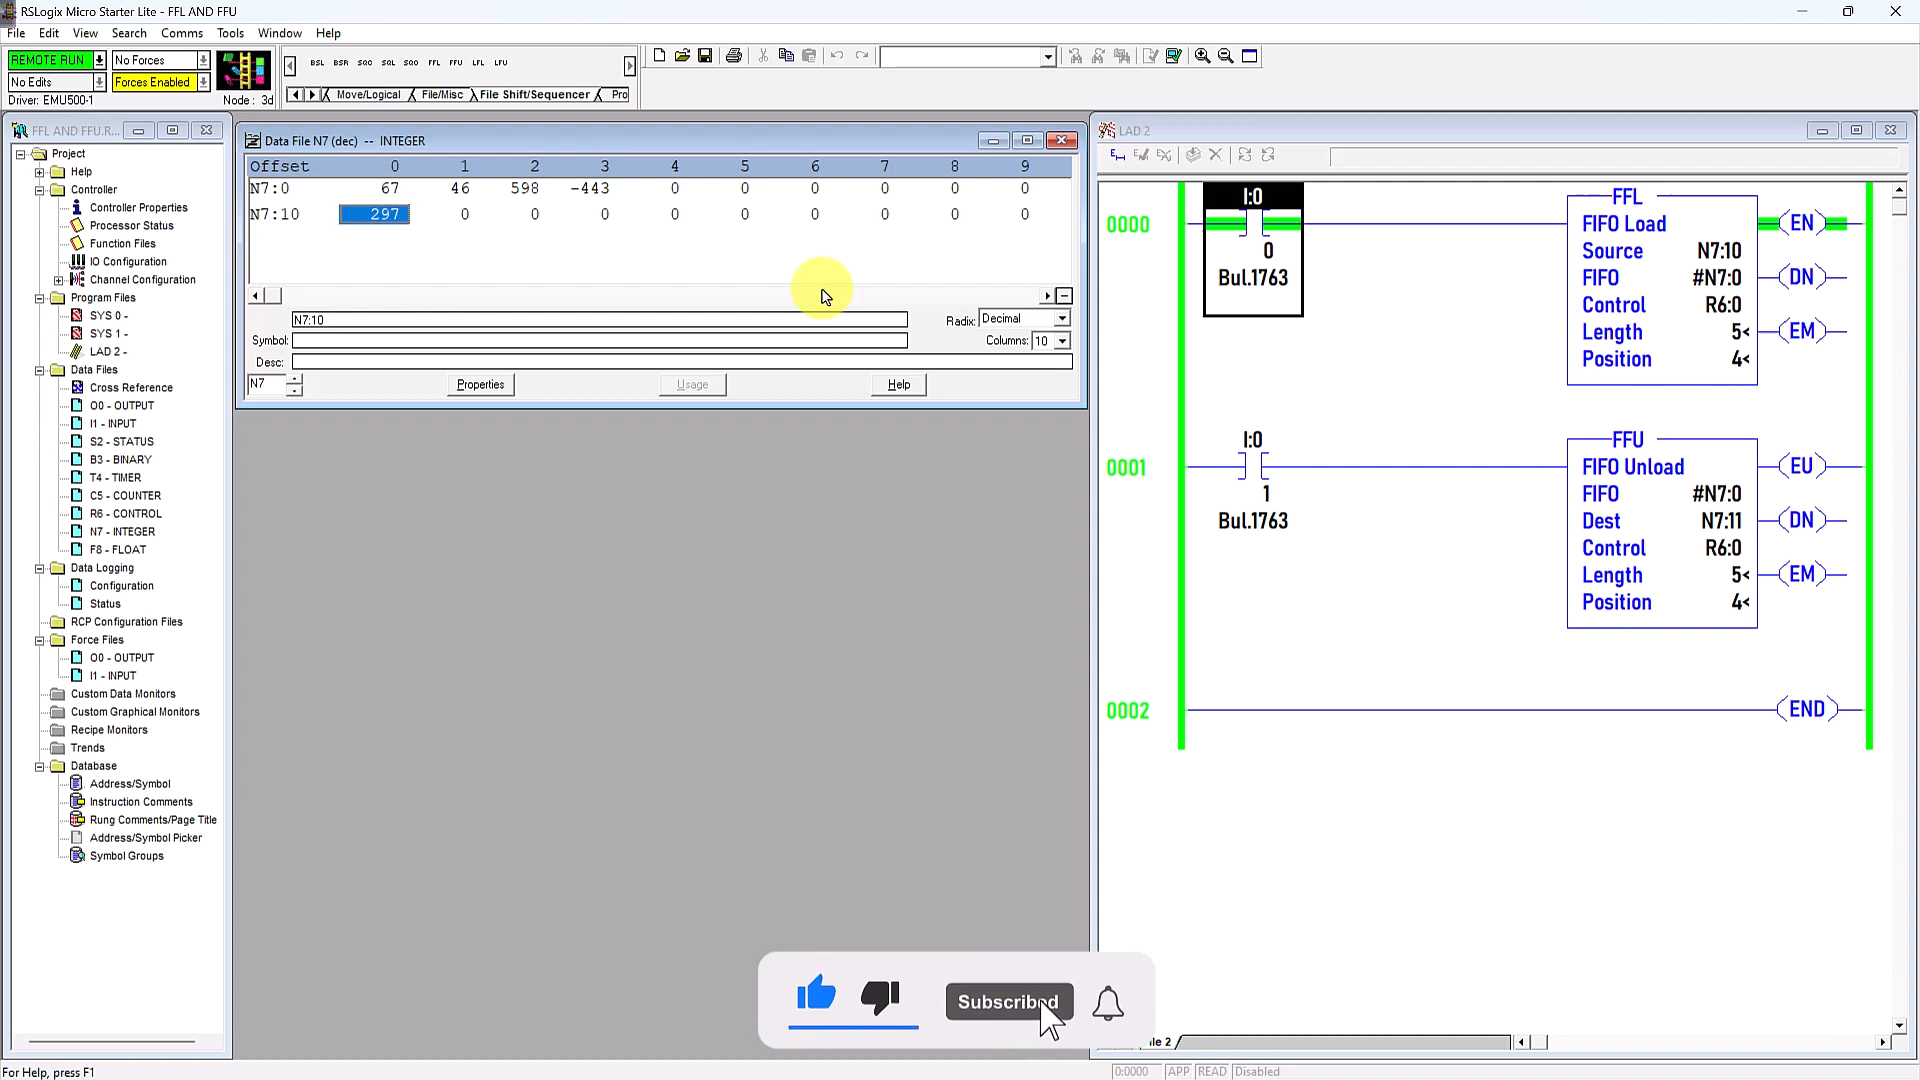 RSLogix Micro Starter Lite - FFL AND FFU
File Edit View Search Comms Tools Window Help
REMOTE RUN No Forces
No Edits Forces Enabled
Driver: EMU500-1 Node : 3d
BSL BSR SQC SQL SQO FFL FFU LFL LFU
Move/Logical File/Misc File Shift/Sequencer Pro
FFL AND FFU.R...
Project
Help
Controller
Controller Properties
Processor Status
Function Files
IO Configuration
Channel Configuration
Program Files
SYS 0 -
SYS 1 -
LAD 2 -
Data Files
Cross Reference
O0 - OUTPUT
I1 - INPUT
S2 - STATUS
B3 - BINARY
T4 - TIMER
C5 - COUNTER
R6 - CONTROL
N7 - INTEGER
F8 - FLOAT
Data Logging
Configuration
Status
RCP Configuration Files
Force Files
O0 - OUTPUT
I1 - INPUT
Custom Data Monitors
Custom Graphical Monitors
Recipe Monitors
Trends
Database
Address/Symbol
Instruction Comments
Rung Comments/Page Title
Address/Symbol Picker
Symbol Groups
Data File N7 (dec) -- INTEGER
Offset 0 1 2 3 4 5 6 7 8 9
N7:0 67 46 598 -443 0 0 0 0 0 0
N7:10 297 0 0 0 0 0 0 0 0 0
N7:10 Radix: Decimal
Symbol: Columns: 10
Desc:
N7 Properties Usage Help
LAD 2
0000
I:0
0
Bul.1763
FFL
FIFO Load
Source N7:10
FIFO #N7:0
Control R6:0
Length 5<
Position 4<
EN
DN
EM
0001
I:0
1
Bul.1763
FFU
FIFO Unload
FIFO #N7:0
Dest N7:11
Control R6:0
Length 5<
Position 4<
EU
DN
EM
0002
END
Subscribed
ile 2
For Help, press F1
0:0000 APP READ Disabled